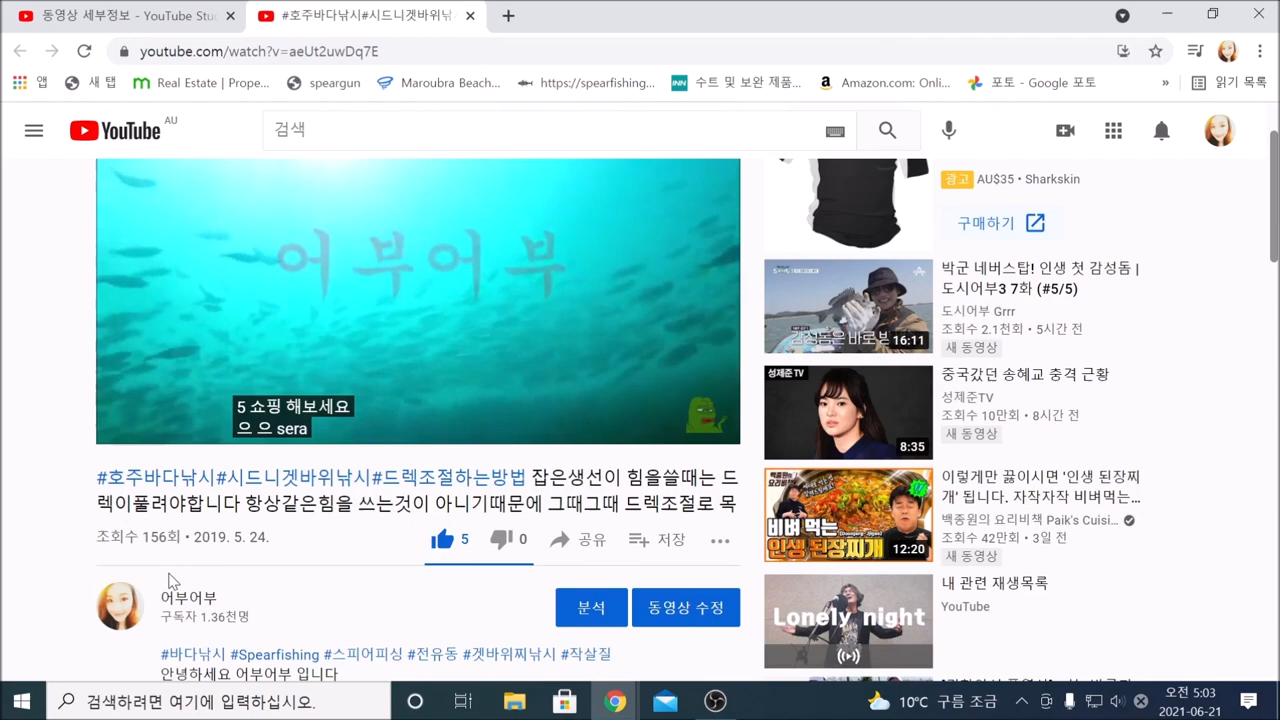 동영상 세부정보 - YouTube Stu
#호주바다낚시#시드니겟바위낚
youtube.com/watch?v=aeUt2uwDq7E
앱
새 탭
Real Estate | Prope...
speargun
Maroubra Beach...
https://spearfishing...
INN
수트 및 보완 제품...
Amazon.com: Onli...
포토 - Google 포토
»
읽기 목록
YouTube AU
검색
어 부어 부
5 쇼핑 해보세요
으 으 sera
#호주바다낚시#시드니겟바위낚시#드렉조절하는방법 잡은생선이 힘을쓸때는 드
렉이풀려야합니다 항상같은힘을 쓰는것이 아니기때문에 그때그때 드렉조절로 목
조회수 156회 • 2019. 5. 24.
5
0
공유
저장
어부어부
구독자 1.36천명
분석
동영상 수정
#바다낚시 #Spearfishing #스피어피싱 #전유동 #겟바위찌낚시 #작살질
안녕하세요 어부어부 입니다
광고 AU$35 • Sharkskin
구매하기
16:11
박군 네버스탑! 인생 첫 감성돔 |
도시어부3 7화 (#5/5)
도시어부 Grrr
조회수 2.1천회 • 5시간 전
새 동영상
성제준TV
8:35
중국갔던 송혜교 충격 근황
성제준TV
조회수 10만회 • 8시간 전
새 동영상
백종원의 요리비책
비벼 먹는
인생 된장찌개
12:20
이렇게만 끓이시면 '인생 된장찌
개' 됩니다. 자작자작 비벼먹는...
백종원의 요리비책 Paik's Cuisi...
조회수 42만회 • 3일 전
새 동영상
Lonely night
내 관련 재생목록
YouTube
검색하려면 여기에 입력하십시오.
10°C 구름 조금
오전 5:03
2021-06-21